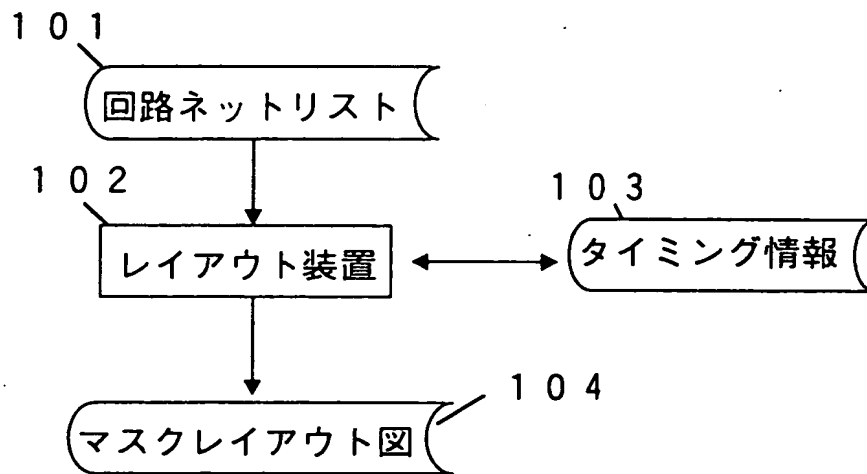 １０１
回路ネットリスト
１０２
レイアウト装置
１０３
タイミング情報
１０４
マスクレイアウト図